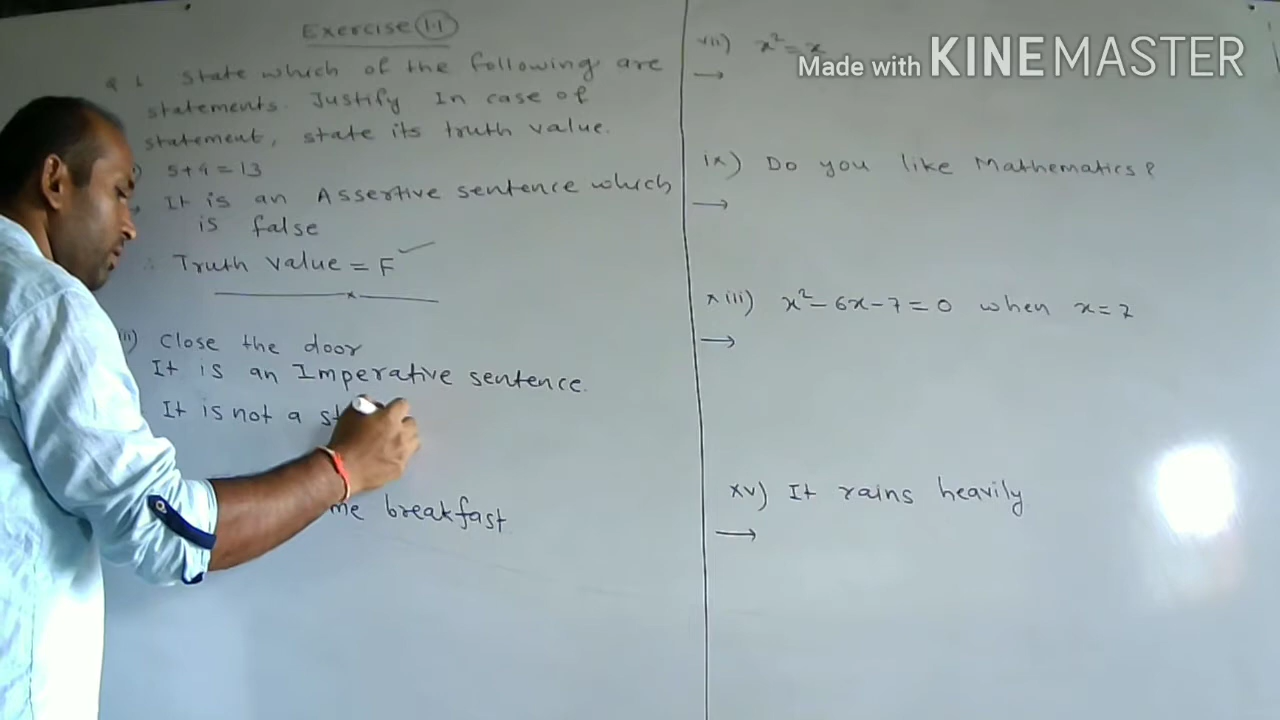 Exercise 1.1
Q 1. State which of the following are
statements. Justify In case of
statement, state its truth value.
5+4=13
It is an Assertive sentence which
is false
∴ Truth value = F ✓
ii) Close the door
It is an Imperative sentence.
It is not a st
me breakfast
vii) x² = x
→
ix) Do you like Mathematics?
→
xiii) x² - 6x - 7 = 0 when x = 7
→
xv) It rains heavily
→
Made with KINEMASTER